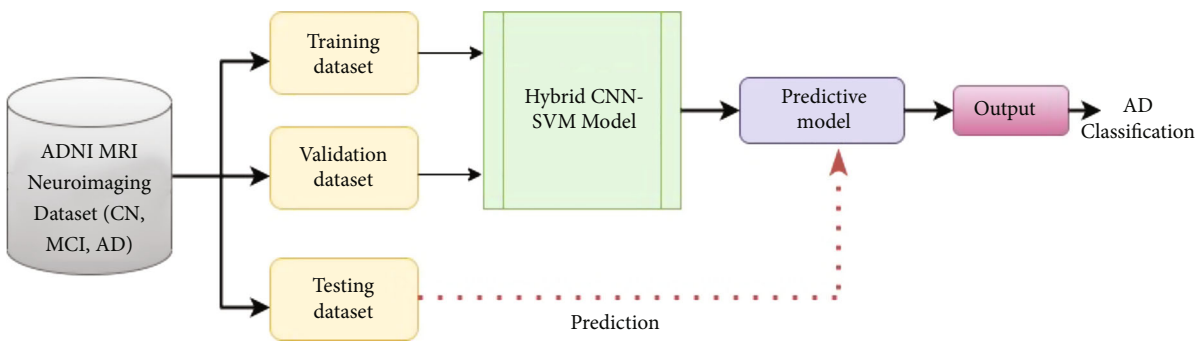 ADNI MRI
Neuroimaging
Dataset (CN,
MCI, AD)
Training
dataset
Validation
dataset
Testing
dataset
Hybrid CNN-
SVM Model
Predictive
model
Output
AD
Classification
Prediction